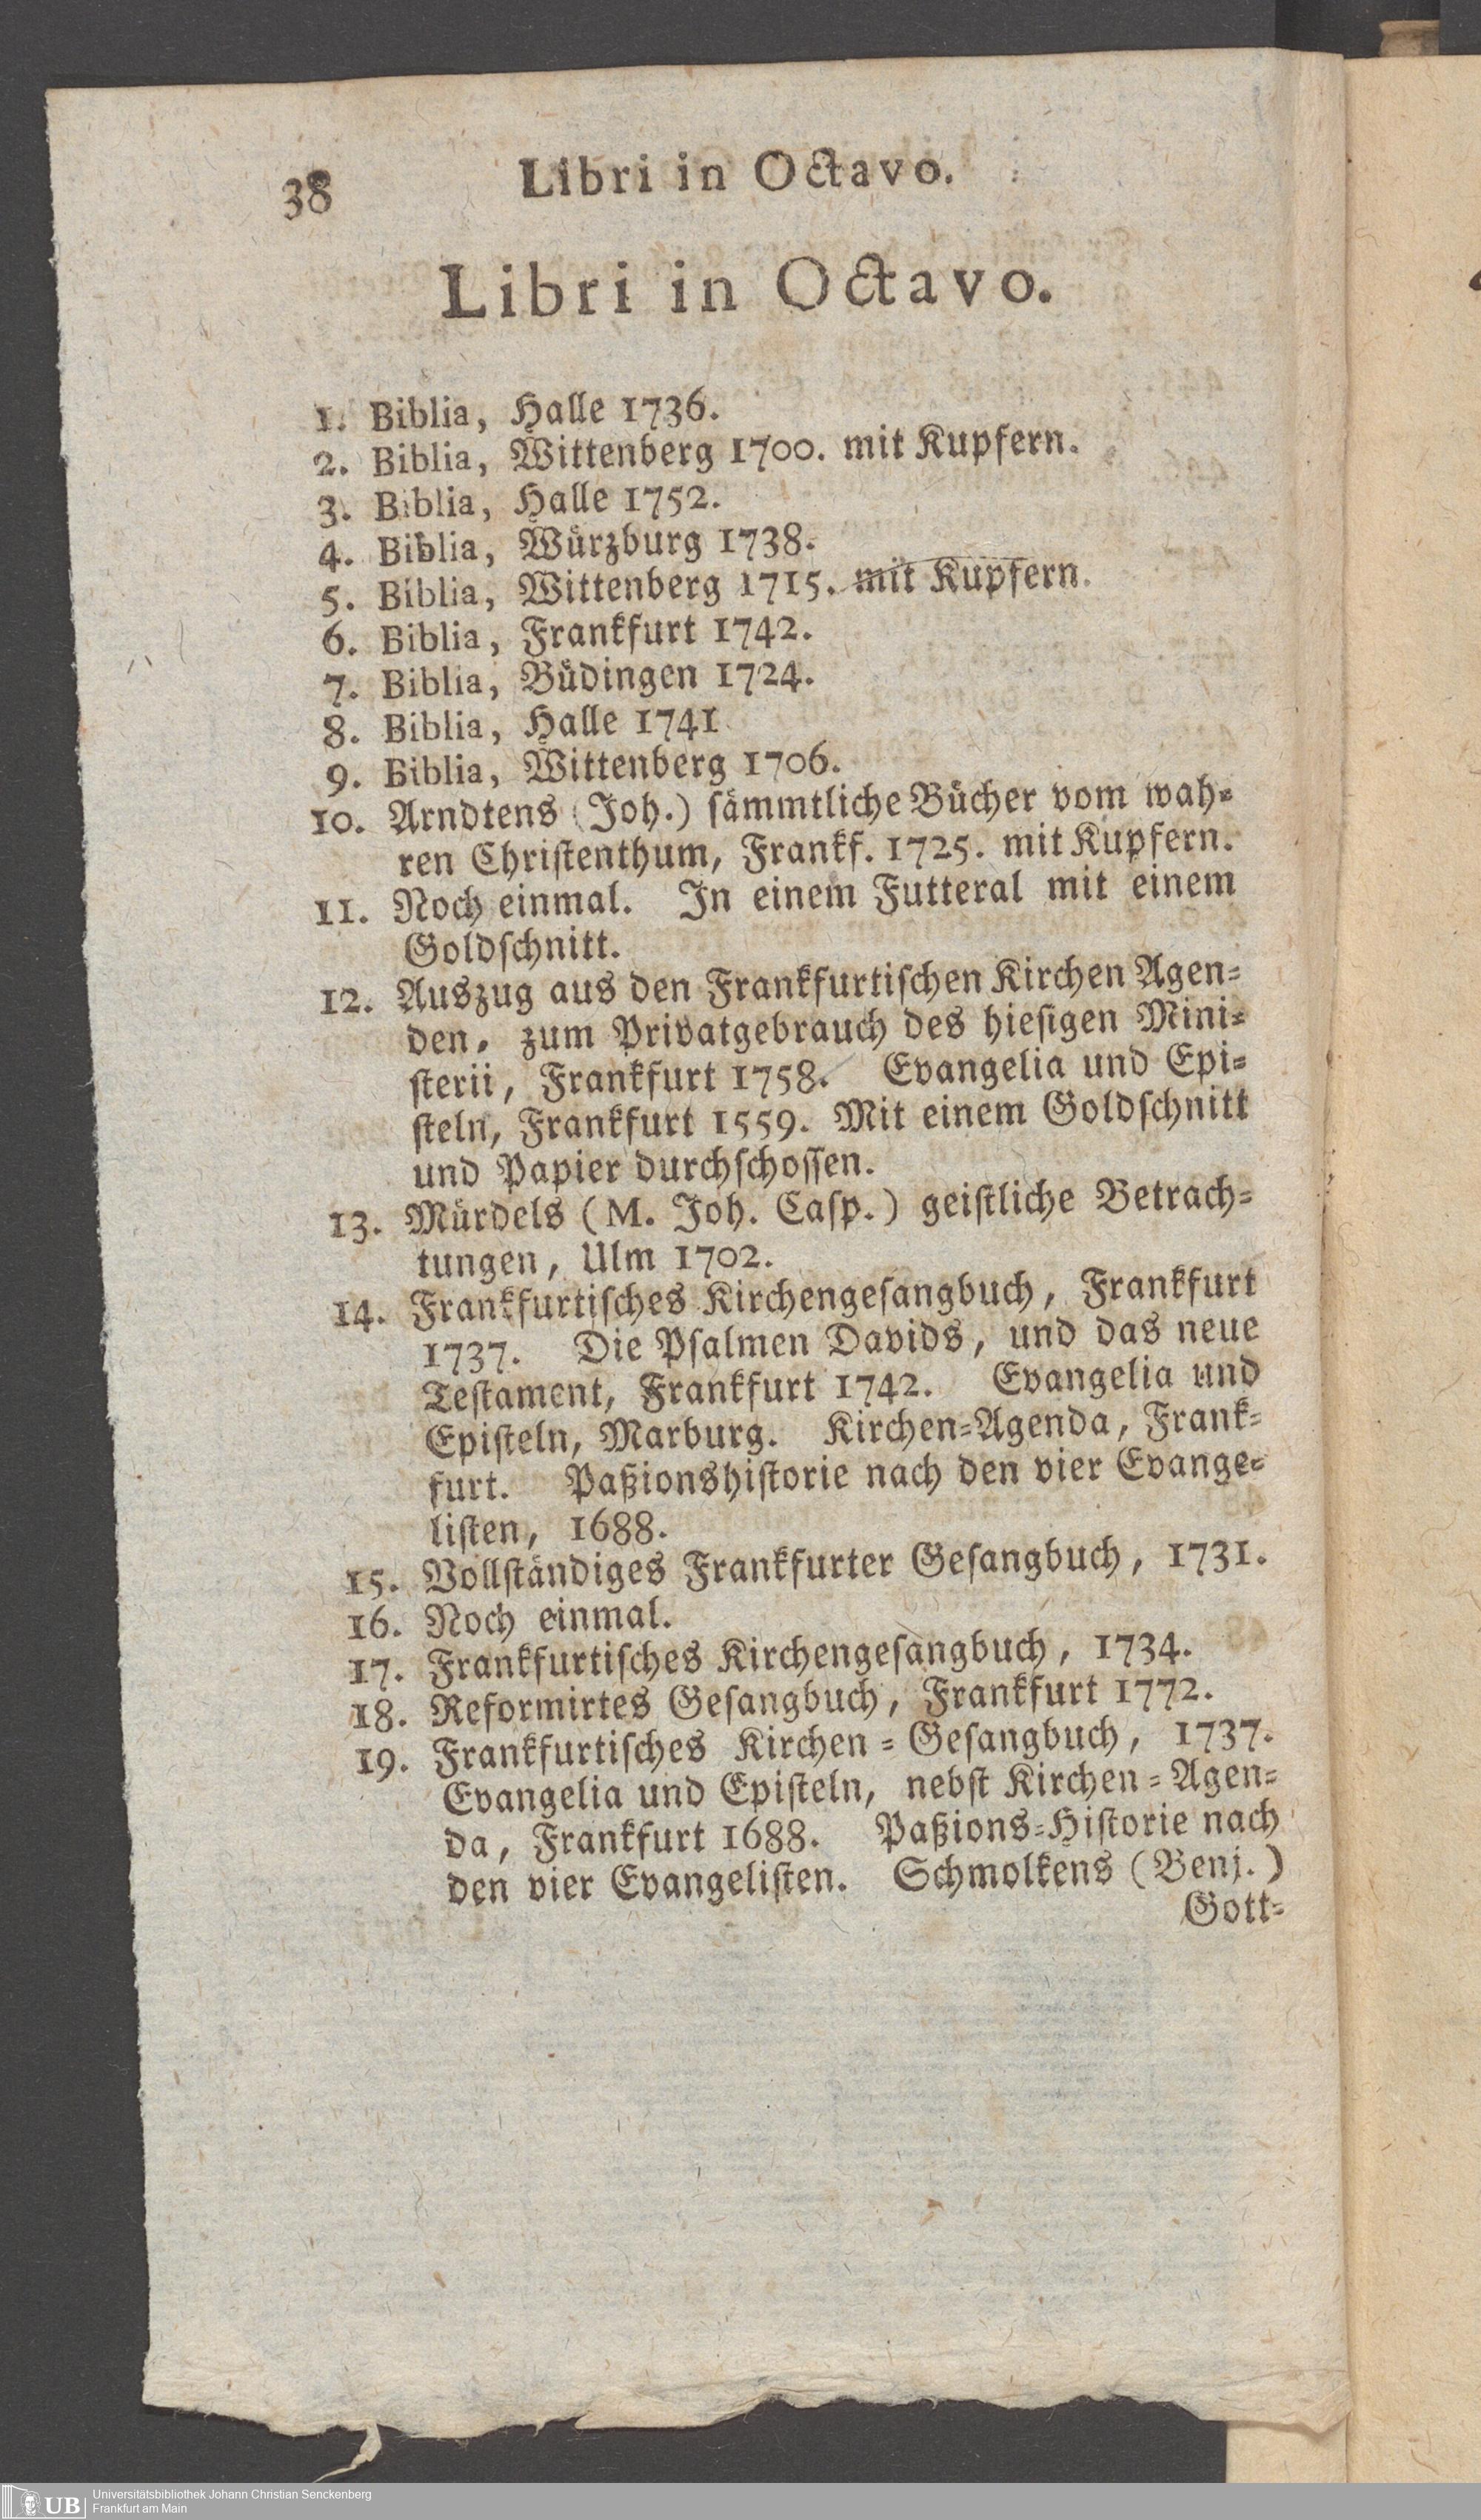 38 Libri in Octavo.
Libri in Octavo.
1. Biblia, Halle 1736.
2. Biblia, Wittenberg 1700. mit Kupfern.
3. Biblia, Halle 1752.
4. Biblia, Würzburg 1738.
5. Biblia, Wittenberg 1715. mit Kupfern.
6. Biblia, Frankfurt 1742.
7. Biblia, Büdingen 1724.
8. Biblia, Halle 1741
9. Biblia, Wittenberg 1706.
10. Arndtens (Joh.) sämmtliche Bücher vom wah-
ren Christenthum, Frankf. 1725. mit Kupfern.
11. Noch einmal. In einem Futteral mit einem
Goldschnitt.
12. Auszug aus den Frankfurtischen Kirchen Agen-
den, zum Privatgebrauch des hiesigen Mini-
sterii, Frankfurt 1758. Evangelia und Epi-
steln, Frankfurt 1559. Mit einem Goldschnitt
und Papier durchschossen.
13. Mürdels (M. Joh. Casp.) geistliche Betrach-
tungen, Ulm 1702.
14. Frankfurtisches Kirchengesangbuch, Frankfurt
1737. Die Psalmen Davids, und das neue
Testament, Frankfurt 1742. Evangelia und
Episteln, Marburg. Kirchen-Agenda, Frank-
furt. Paßionshistorie nach den vier Evange-
listen, 1688.
15. Vollständiges Frankfurter Gesangbuch, 1731.
16. Noch einmal.
17. Frankfurtisches Kirchengesangbuch, 1734.
18. Reformirtes Gesangbuch, Frankfurt 1772.
19. Frankfurtisches Kirchen-Gesangbuch, 1737.
Evangelia und Episteln, nebst Kirchen-Agen-
da, Frankfurt 1688. Paßions-Historie nach
den vier Evangelisten. Schmolkens (Benj.)
Gott-
UB Universitätsbibliothek Johann Christian Senckenberg
Frankfurt am Main